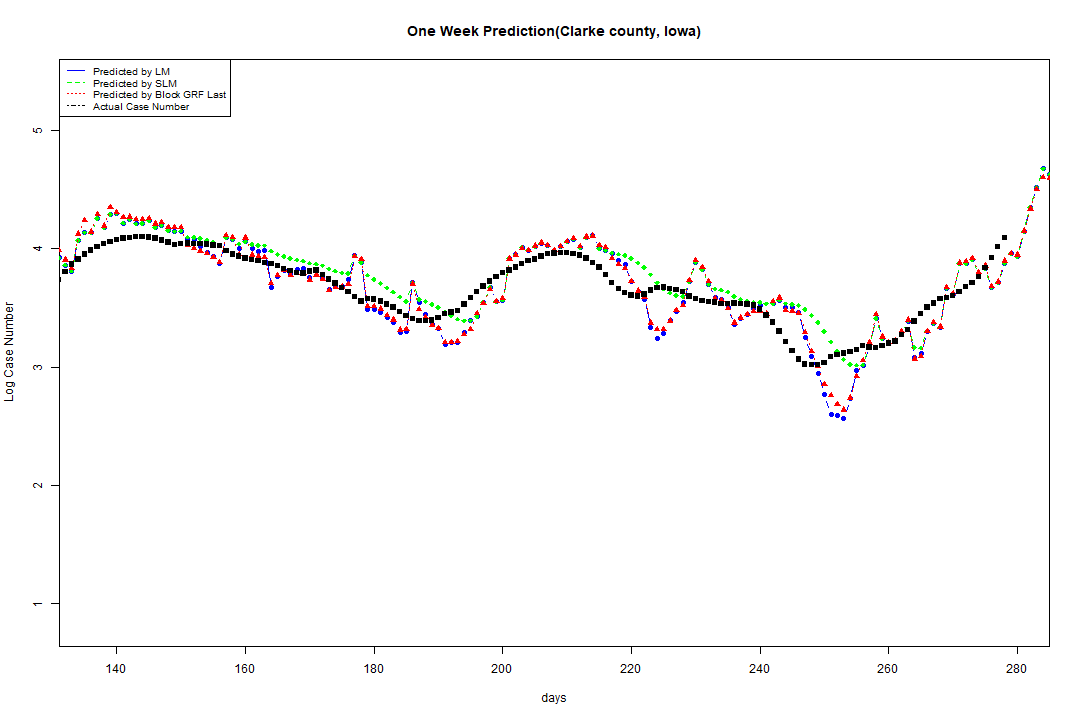 One Week Prediction(Clarke county, Iowa)
Predicted by LM
Predicted by SLM
Predicted by Block GRF Last
Actual Case Number
5
4
3
2
1
Log Case Number
140 160 180 200 220 240 260 280
days